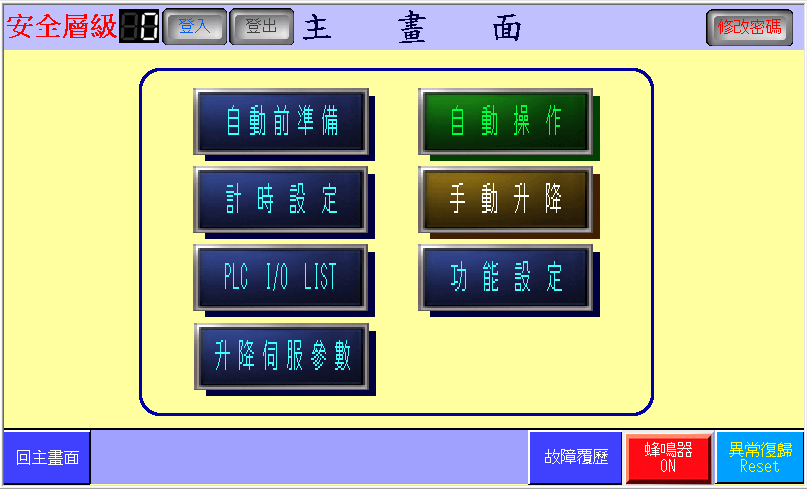 安全層級 0 登入 登出 主 畫 面 修改密碼
自動前準備 自動操作
計時設定 手動升降
PLC I/O LIST 功能設定
升降伺服參數
回主畫面 故障覆歷 蜂鳴器 異常復歸
ON Reset